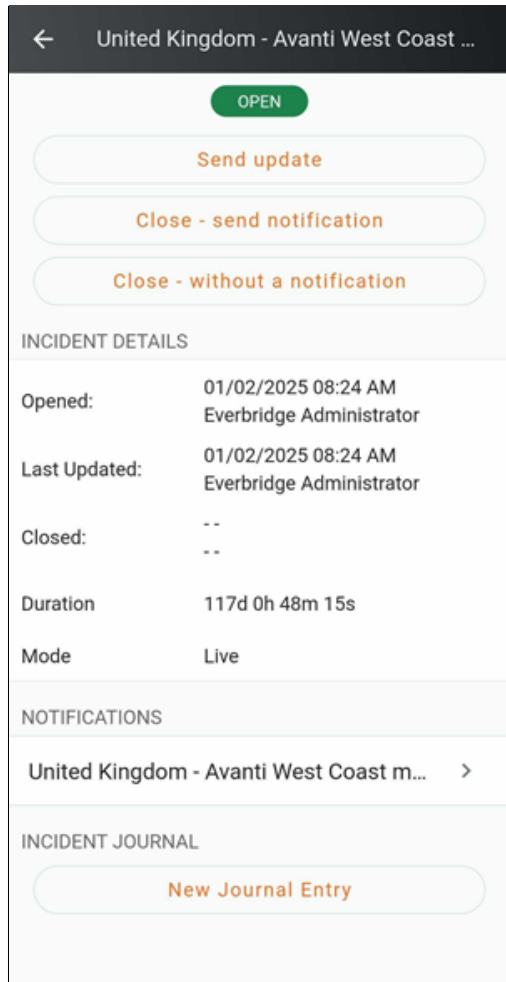 United Kingdom - Avanti West Coast ...
OPEN
Send update
Close - send notification
Close - without a notification
INCIDENT DETAILS
Opened: 01/02/2025 08:24 AM
Everbridge Administrator
Last Updated: 01/02/2025 08:24 AM
Everbridge Administrator
Closed: - -
- -
Duration 117d 0h 48m 15s
Mode Live
NOTIFICATIONS
United Kingdom - Avanti West Coast m...
INCIDENT JOURNAL
New Journal Entry